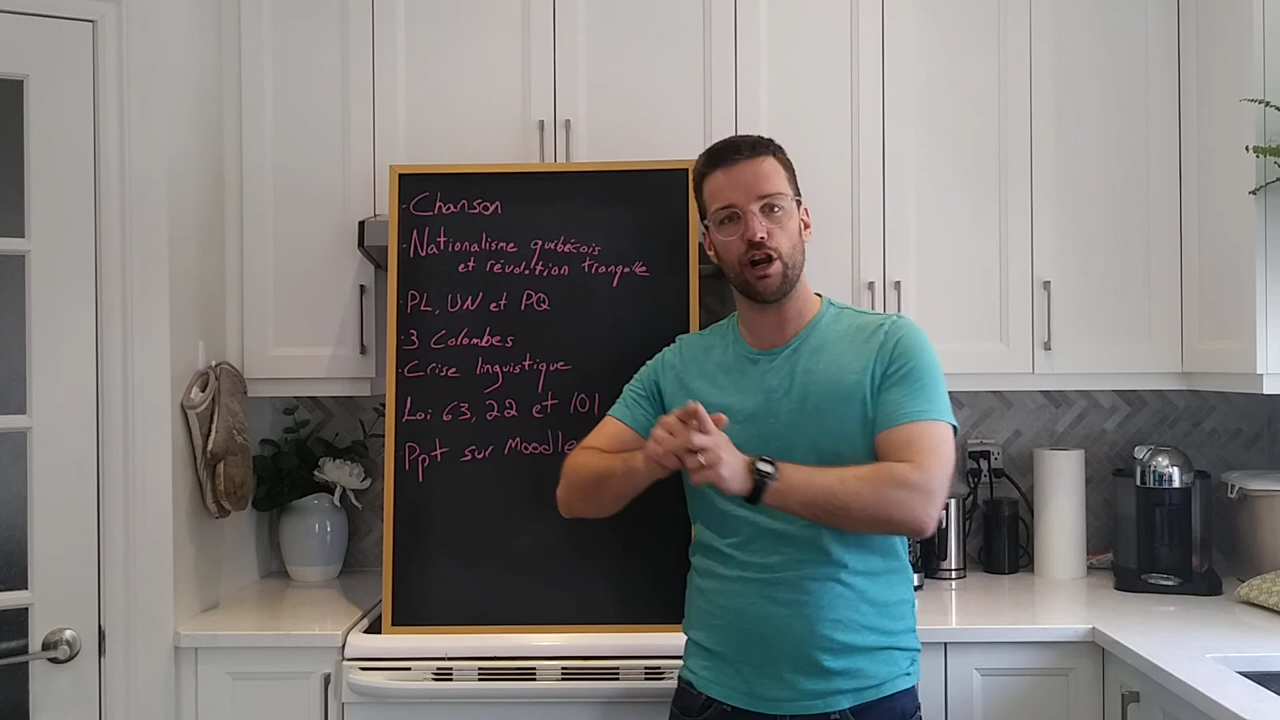 · Chanson
· Nationalisme québécois
et révolution tranquille
· PL, UN et PQ
· 3 Colombes
· Crise linguistique
Loi 63, 22 et 101
Ppt sur Moodle